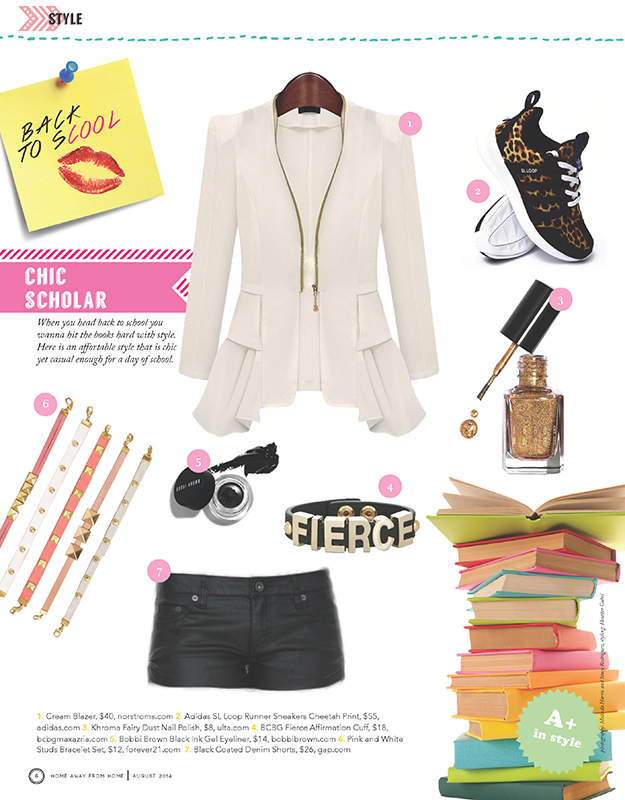 STYLE
BACK
TO SCOOL
1
SL LOOP
2
CHIC
SCHOLAR
3
When you head back to school you
wanna hit the books hard with style.
Here is an affortable style that is chic
yet casual enough for a day of school.
6
5
BOBBI BROWN
4
FIERCE
7
A+
in style
1. Cream Blazer, $40, norstroms.com 2. Adidas SL Loop Runner Sneakers Cheetah Print, $55,
adidas.com 3. Khroma Fairy Dust Nail Polish, $8, ulta.com 4. BCBG Fierce Affirmation Cuff, $18,
bcbgmaxazria.com 5. Bobbi Brown Black Ink Gel Eyeliner, $14, bobbibrown.com 6. Pink and White
Studs Bracelet Set, $12, forever21.com 7. Black Coated Denim Shorts, $26, gap.com
6 HOME AWAY FROM HOME | AUGUST 2014